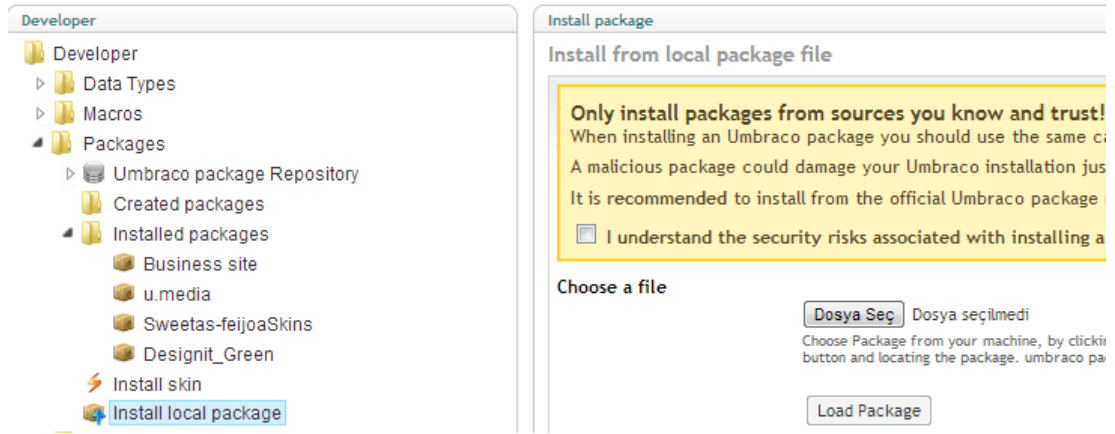 Developer
Developer
Data Types
Macros
Packages
Umbraco package Repository
Created packages
Installed packages
Business site
u.media
Sweetas-feijoaSkins
Designit_Green
Install skin
Install local package
Install package
Install from local package file
Only install packages from sources you know and trust!
When installing an Umbraco package you should use the same
A malicious package could damage your Umbraco installation
It is recommended to install from the official Umbraco package
I understand the security risks associated with installing a
Choose a file
Dosya Seç Dosya seçilmedi
Choose Package from your machine, by
button and locating the package. umbraco
Load Package